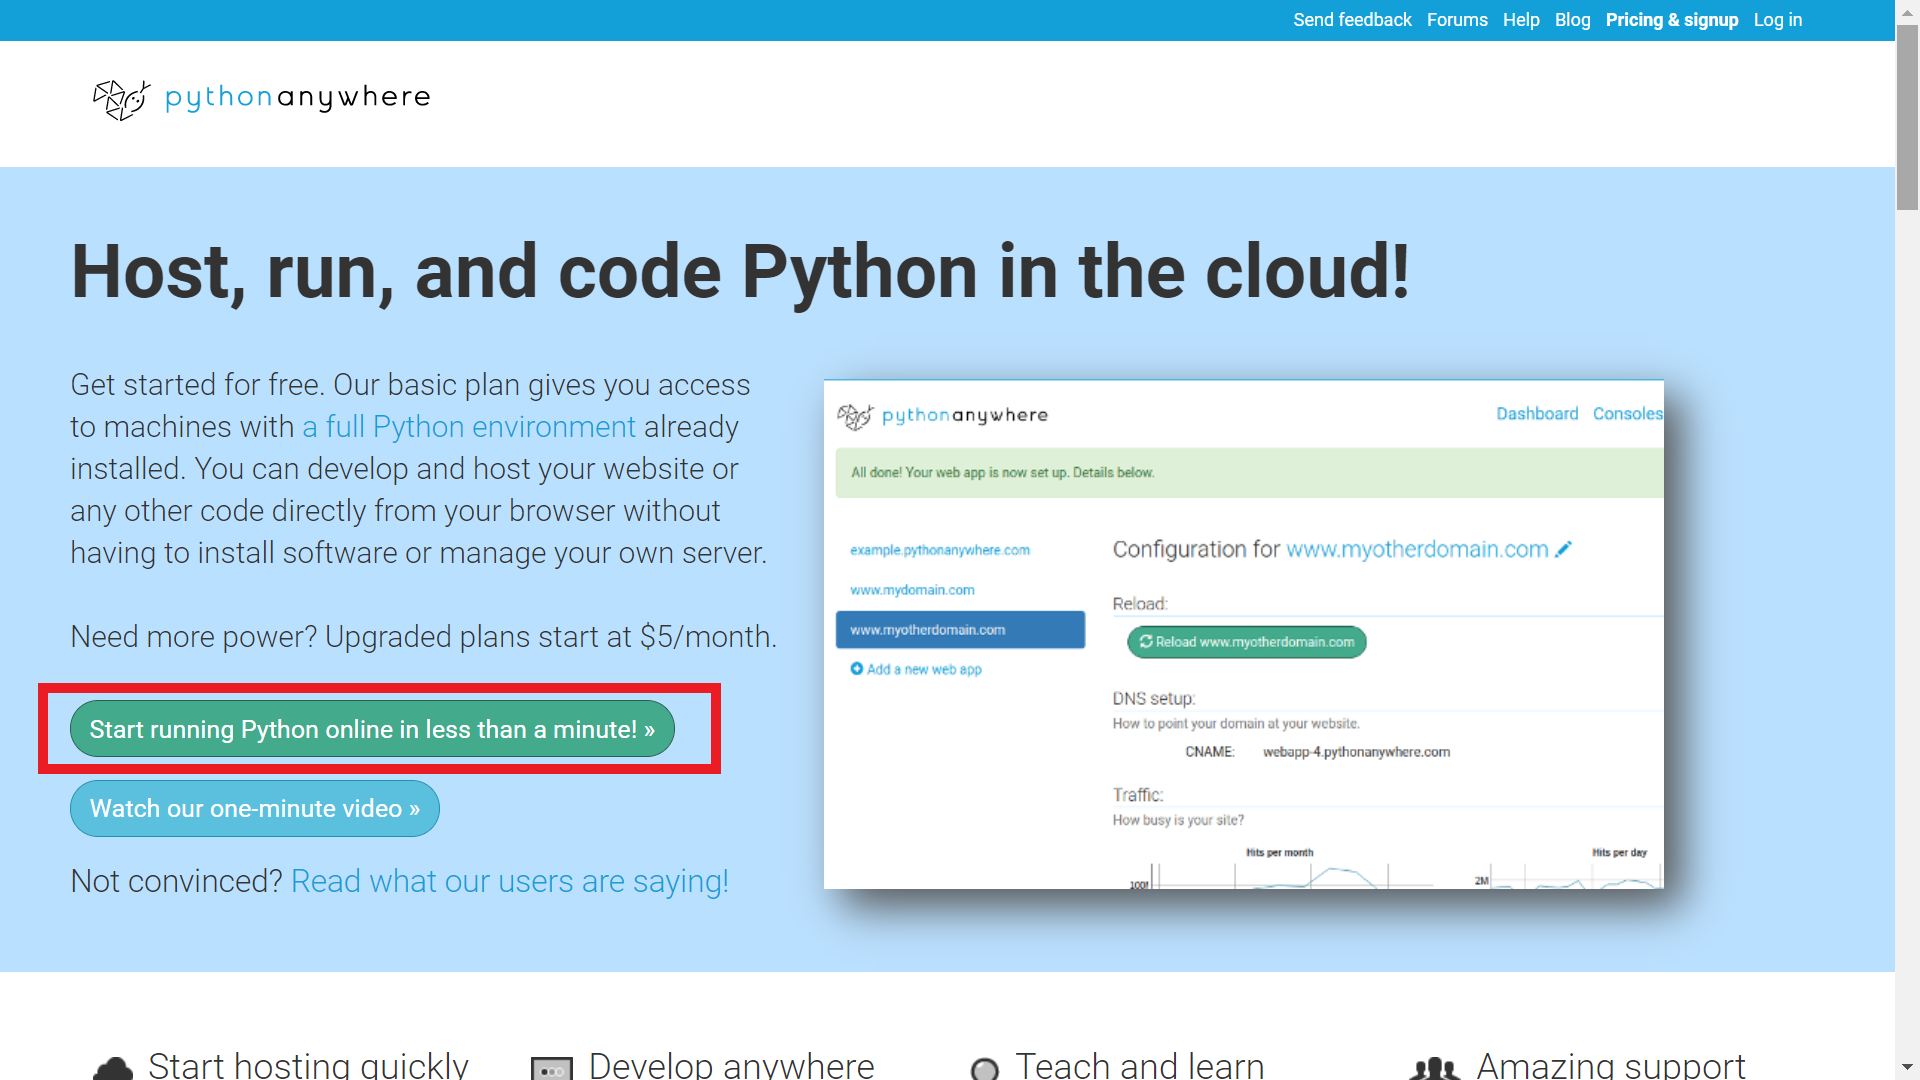 Send feedback Forums Help Blog Pricing & signup Log in
pythonanywhere
Host, run, and code Python in the cloud!
Get started for free. Our basic plan gives you access
to machines with a full Python environment already
installed. You can develop and host your website or
any other code directly from your browser without
having to install software or manage your own server.
Need more power? Upgraded plans start at $5/month.
Start running Python online in less than a minute! »
Watch our one-minute video »
Not convinced? Read what our users are saying!
pythonanywhere
Dashboard Consoles
All done! Your web app is now set up. Details below.
example.pythonanywhere.com
www.mydomain.com
www.myotherdomain.com
Add a new web app
Configuration for www.myotherdomain.com
Reload:
Reload www.myotherdomain.com
DNS setup:
How to point your domain at your website.
CNAME: webapp-4.pythonanywhere.com
Traffic:
How busy is your site?
Hits per month
Hits per day
2M
Start hosting quickly
Develop anywhere
Teach and learn
Amazing support